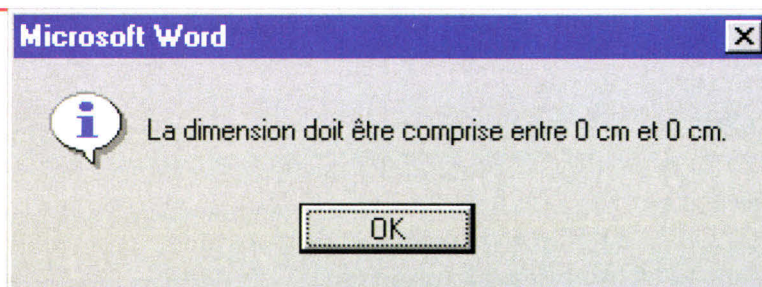 Microsoft Word
La dimension doit être comprise entre 0 cm et 0 cm.
OK